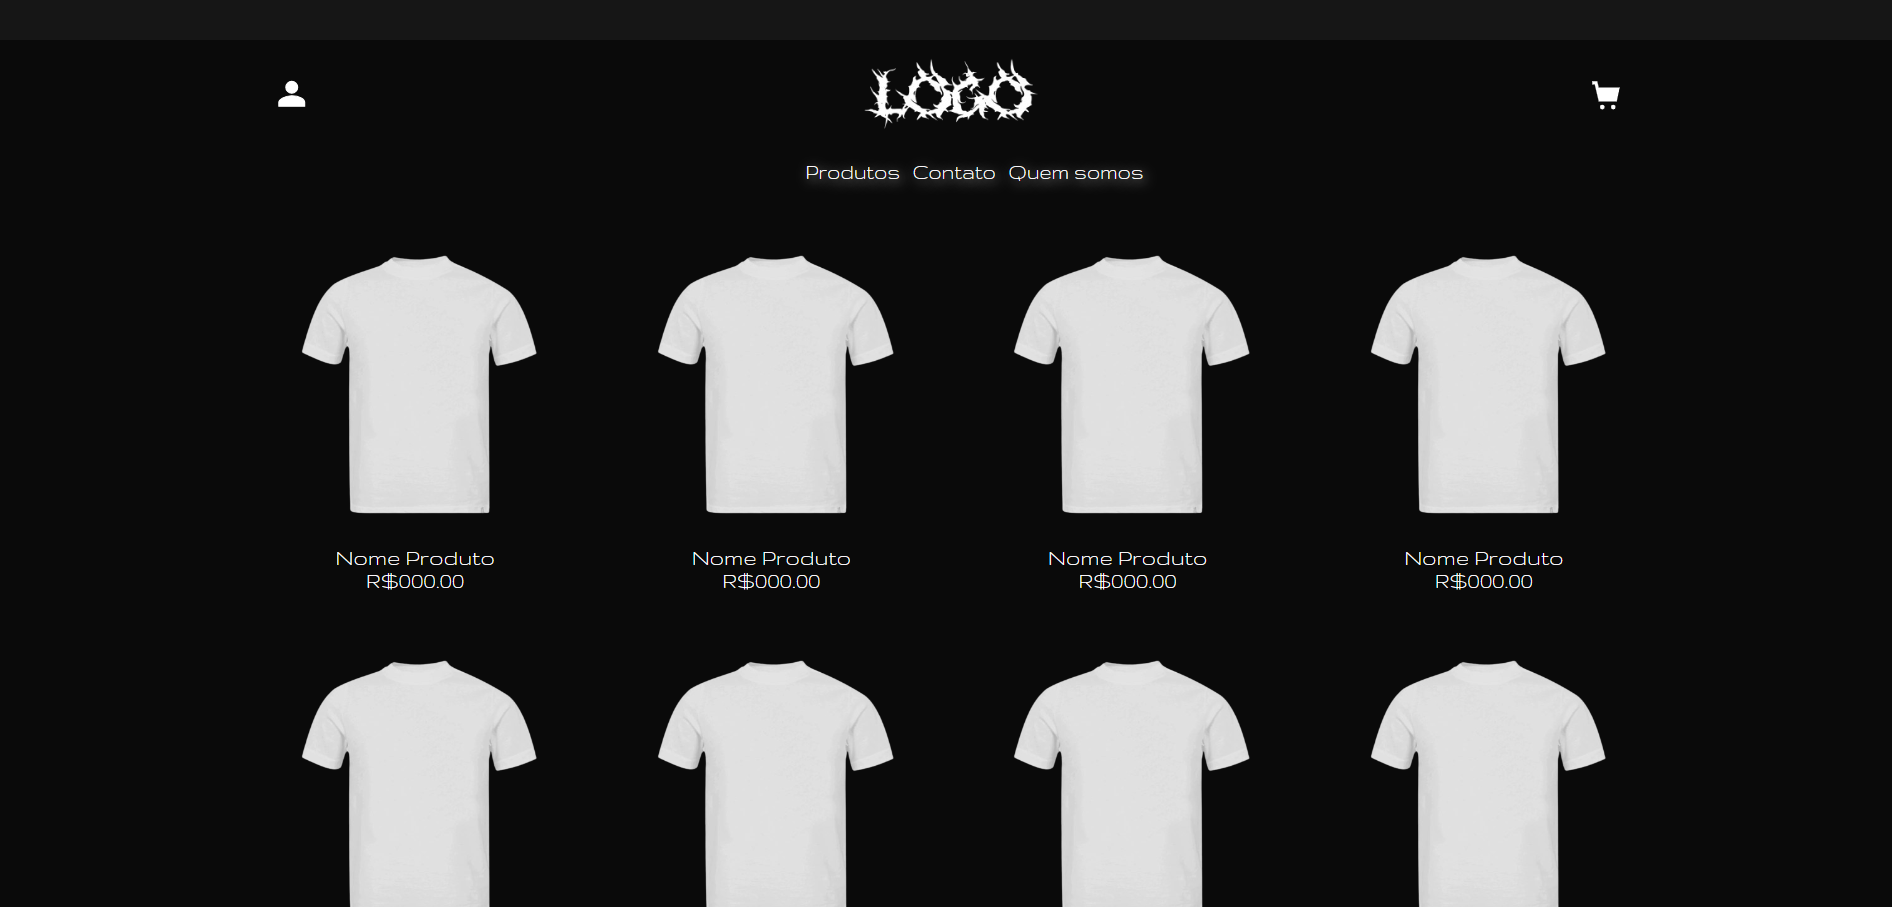 LOGO
Produtos Contato Quem somos
Nome Produto Nome Produto Nome Produto Nome Produto
R$000.00 R$000.00 R$000.00 R$000.00